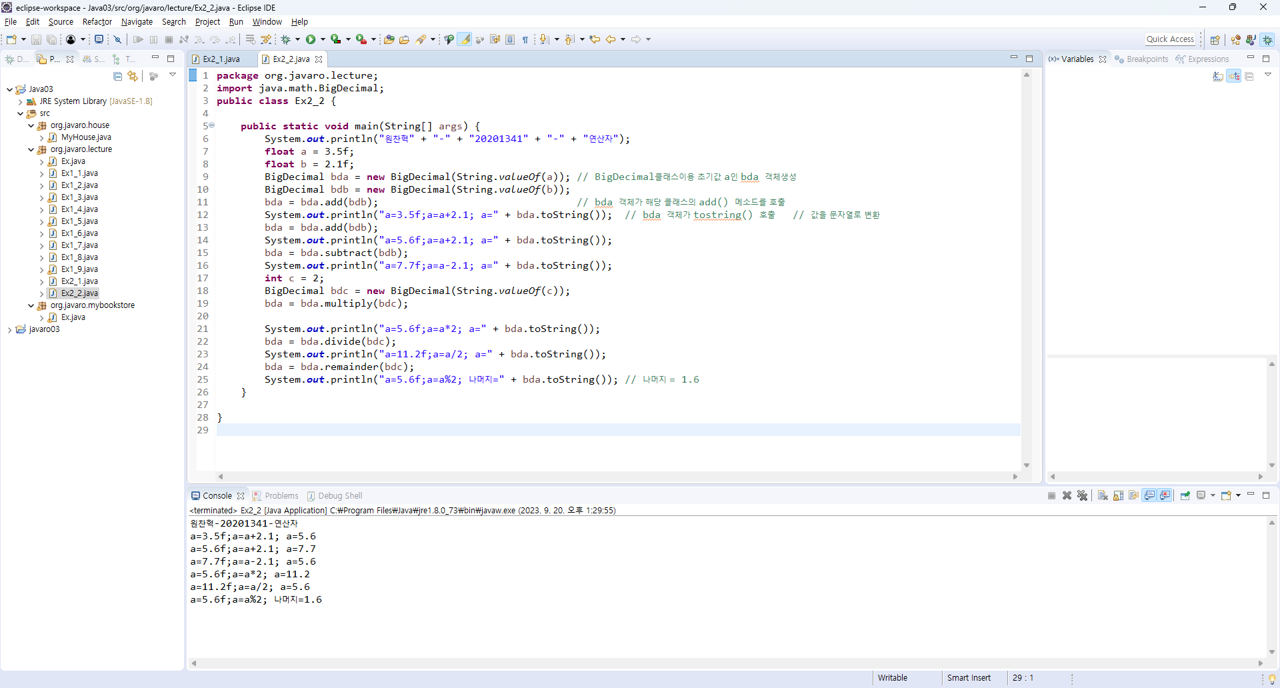 eclipse-workspace - Java03/src/org/javaro/lecture/Ex2_2.java - Eclipse IDE
File Edit Source Refactor Navigate Search Project Run Window Help
Quick Access
D... P... S... T...
Java03
JRE System Library [JavaSE-1.8]
src
org.javaro.house
MyHouse.java
org.javaro.lecture
Ex.java
Ex1_1.java
Ex1_2.java
Ex1_3.java
Ex1_4.java
Ex1_5.java
Ex1_6.java
Ex1_7.java
Ex1_8.java
Ex1_9.java
Ex2_1.java
Ex2_2.java
org.javaro.mybookstore
Ex.java
javaro03
Ex2_1.java Ex2_2.java
1 package org.javaro.lecture;
2 import java.math.BigDecimal;
3 public class Ex2_2 {
4
5 public static void main(String[] args) {
6 System.out.println("원찬혁" + "-" + "20201341" + "-" + "연산자");
7 float a = 3.5f;
8 float b = 2.1f;
9 BigDecimal bda = new BigDecimal(String.valueOf(a)); // BigDecimal클래스이용 초기값 a인 bda 객체생성
10 BigDecimal bdb = new BigDecimal(String.valueOf(b));
11 bda = bda.add(bdb); // bda 객체가 해당 클래스의 add() 메소드를 호출
12 System.out.println("a=3.5f;a=a+2.1; a=" + bda.toString()); // bda 객체가 tostring() 호출 // 값을 문자열로 변환
13 bda = bda.add(bdb);
14 System.out.println("a=5.6f;a=a+2.1; a=" + bda.toString());
15 bda = bda.subtract(bdb);
16 System.out.println("a=7.7f;a=a-2.1; a=" + bda.toString());
17 int c = 2;
18 BigDecimal bdc = new BigDecimal(String.valueOf(c));
19 bda = bda.multiply(bdc);
20
21 System.out.println("a=5.6f;a=a*2; a=" + bda.toString());
22 bda = bda.divide(bdc);
23 System.out.println("a=11.2f;a=a/2; a=" + bda.toString());
24 bda = bda.remainder(bdc);
25 System.out.println("a=5.6f;a=a%2; 나머지=" + bda.toString()); // 나머지 = 1.6
26 }
27
28 }
29
Variables Breakpoints Expressions
Console Problems Debug Shell
<terminated> Ex2_2 [Java Application] C:₩Program Files₩Java₩jre1.8.0_73₩bin₩javaw.exe (2023. 9. 20. 오후 1:29:55)
원찬혁-20201341-연산자
a=3.5f;a=a+2.1; a=5.6
a=5.6f;a=a+2.1; a=7.7
a=7.7f;a=a-2.1; a=5.6
a=5.6f;a=a*2; a=11.2
a=11.2f;a=a/2; a=5.6
a=5.6f;a=a%2; 나머지=1.6
Writable Smart Insert 29 : 1